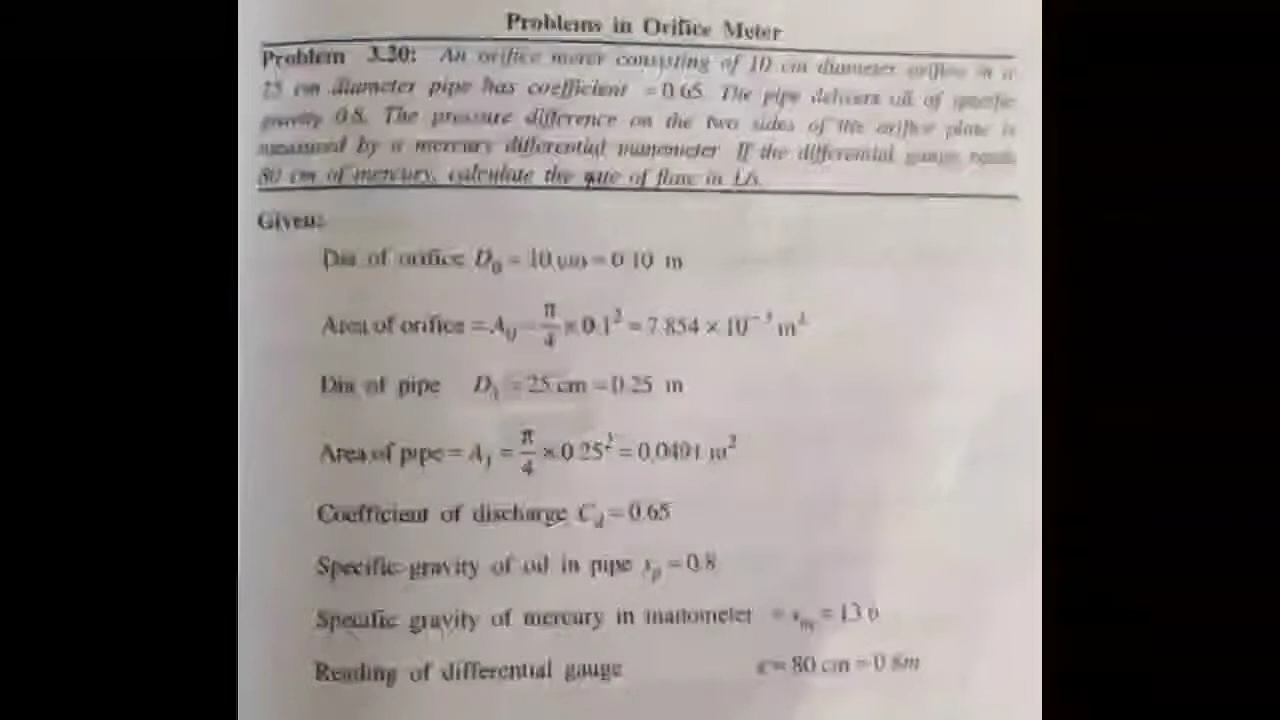 Problems in Orifice Meter
Problem 3.20: An orifice meter consisting of 10 cm diameter orifice in a
25 cm diameter pipe has coefficient = 0.65. The pipe delivers oil of specific
gravity 0.8. The pressure difference on the two sides of the orifice plate is
measured by a mercury differential manometer. If the differential gauge reads
80 cm of mercury, calculate the rate of flow in L/s.
Given:
Dia of orifice D₀ = 10 cm = 0.10 m
Area of orifice = A₀ = π/4 × 0.1² = 7.854 × 10⁻³ m²
Dia of pipe D₁ = 25 cm = 0.25 m
Area of pipe = A₁ = π/4 × 0.25² = 0.0491 m²
Coefficient of discharge C_d = 0.65
Specific gravity of oil in pipe s_p = 0.8
Specific gravity of mercury in manometer = s_m = 13.6
Reading of differential gauge = 80 cm = 0.8m